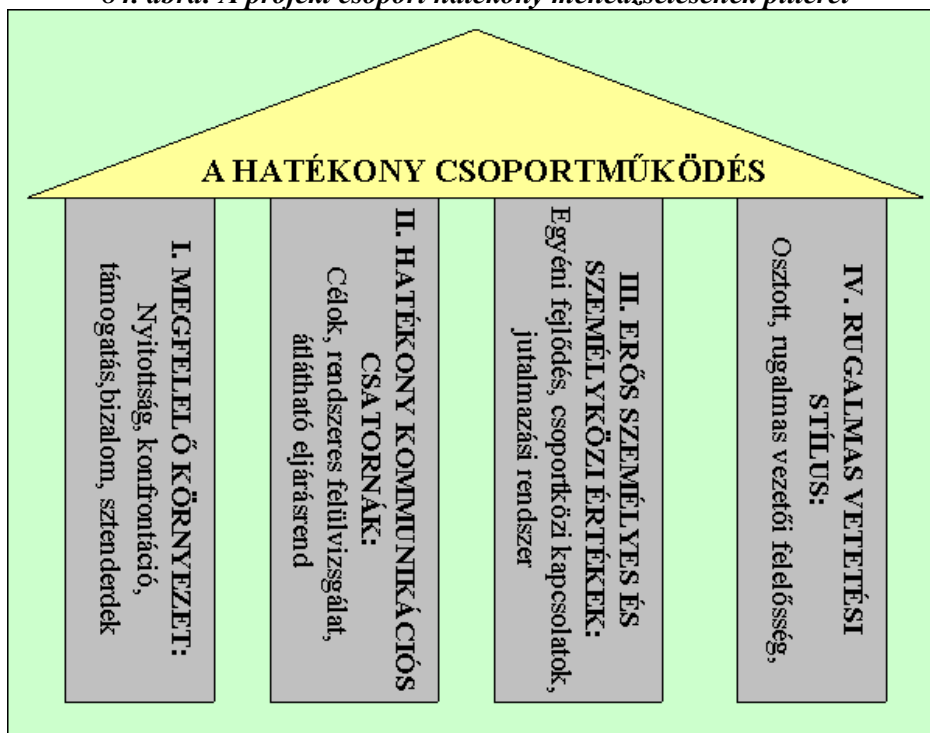 A HATÉKONY CSOPORTMŰKÖDÉS
I. MEGFELELŐ KÖRNYEZET:
Nyitottság, konfrontáció,
támogatás,bizalom, sztenderdek
II. HATÉKONY KOMMUNIKÁCIÓS
CSATORNÁK:
Célok, rendszeres felülvizsgálat,
átlátható eljárásrend
III. ERŐS SZEMÉLYES ÉS
SZEMÉLYKÖZI ÉRTÉKEK:
Egyéni fejlődés, csoportközi kapcsolatok,
jutalmazási rendszer
IV. RUGALMAS VETETÉSI
STÍLUS:
Osztott, rugalmas vezetői felelősség,